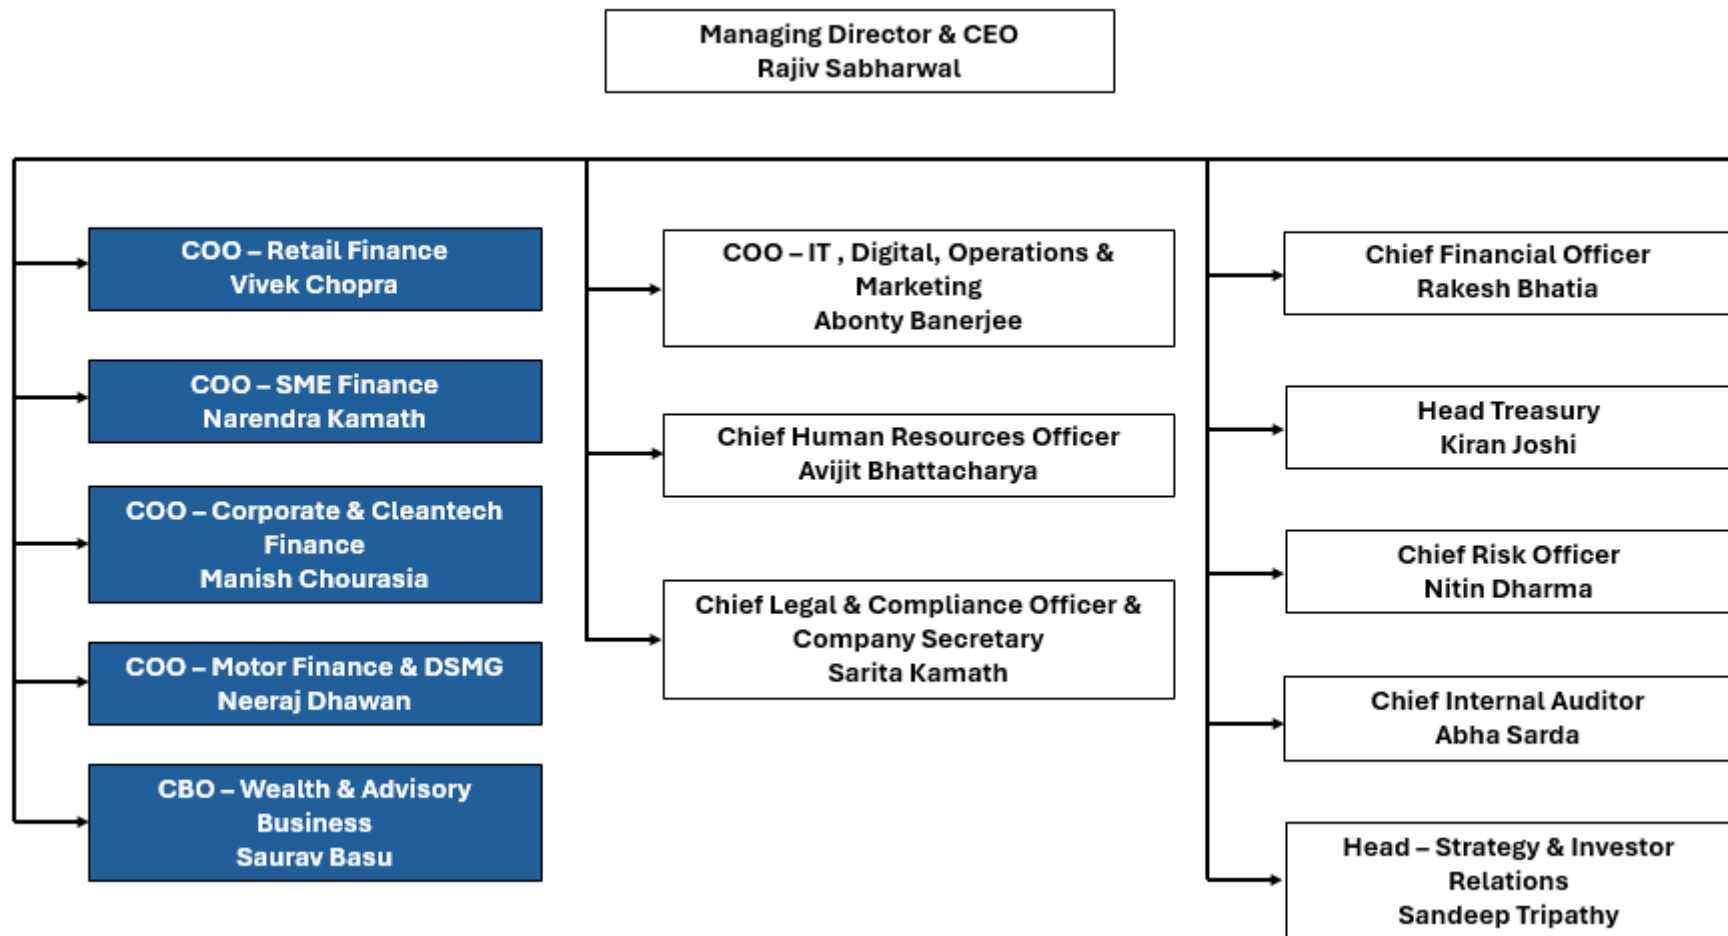 Managing Director & CEO
Rajiv Sabharwal
COO – Retail Finance
Vivek Chopra
COO – SME Finance
Narendra Kamath
COO – Corporate & Cleantech
Finance
Manish Chourasia
COO – Motor Finance & DSMG
Neeraj Dhawan
CBO – Wealth & Advisory
Business
Saurav Basu
COO – IT , Digital, Operations &
Marketing
Abonty Banerjee
Chief Human Resources Officer
Avijit Bhattacharya
Chief Legal & Compliance Officer &
Company Secretary
Sarita Kamath
Chief Financial Officer
Rakesh Bhatia
Head Treasury
Kiran Joshi
Chief Risk Officer
Nitin Dharma
Chief Internal Auditor
Abha Sarda
Head – Strategy & Investor
Relations
Sandeep Tripathy